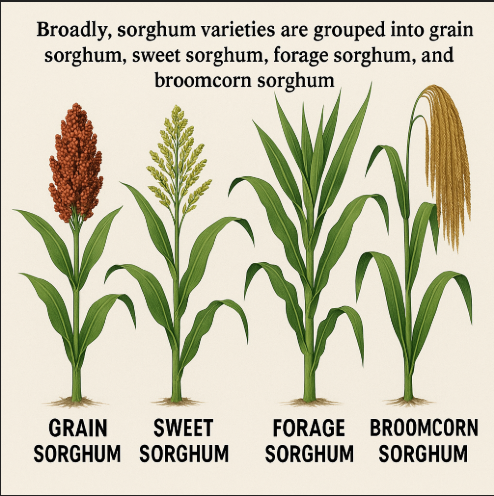 Broadly, sorghum varieties are grouped into grain
sorghum, sweet sorghum, forage sorghum, and
broomcorn sorghum
GRAIN
SORGHUM
SWEET
SORGHUM
FORAGE
SORGHUM
BROOMCORN
SORGHUM